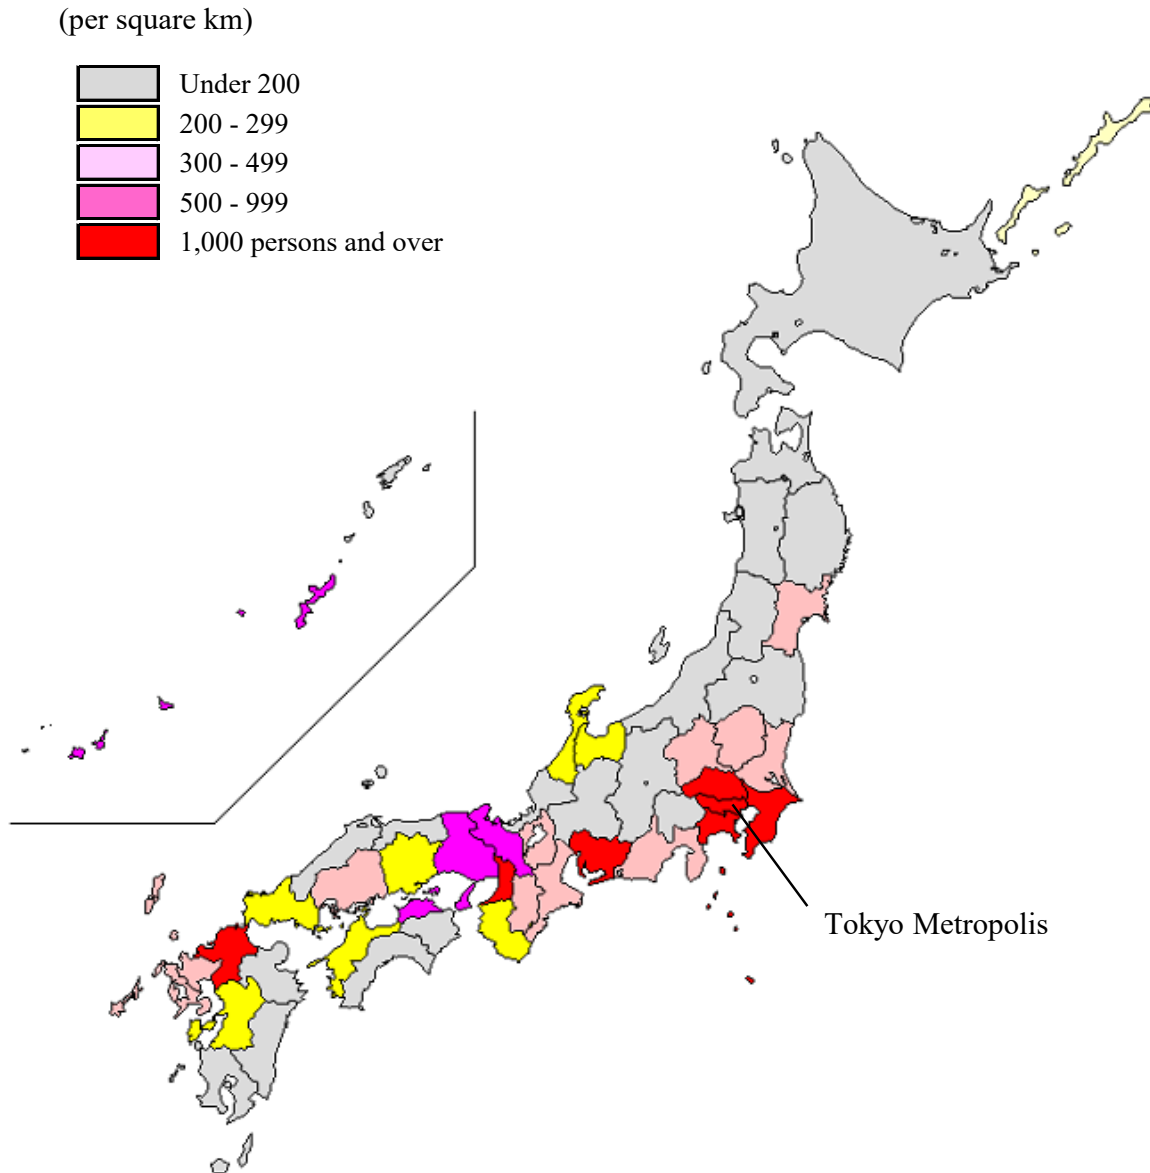 (per square km)
Under 200
200 - 299
300 - 499
500 - 999
1,000 persons and over
Tokyo Metropolis